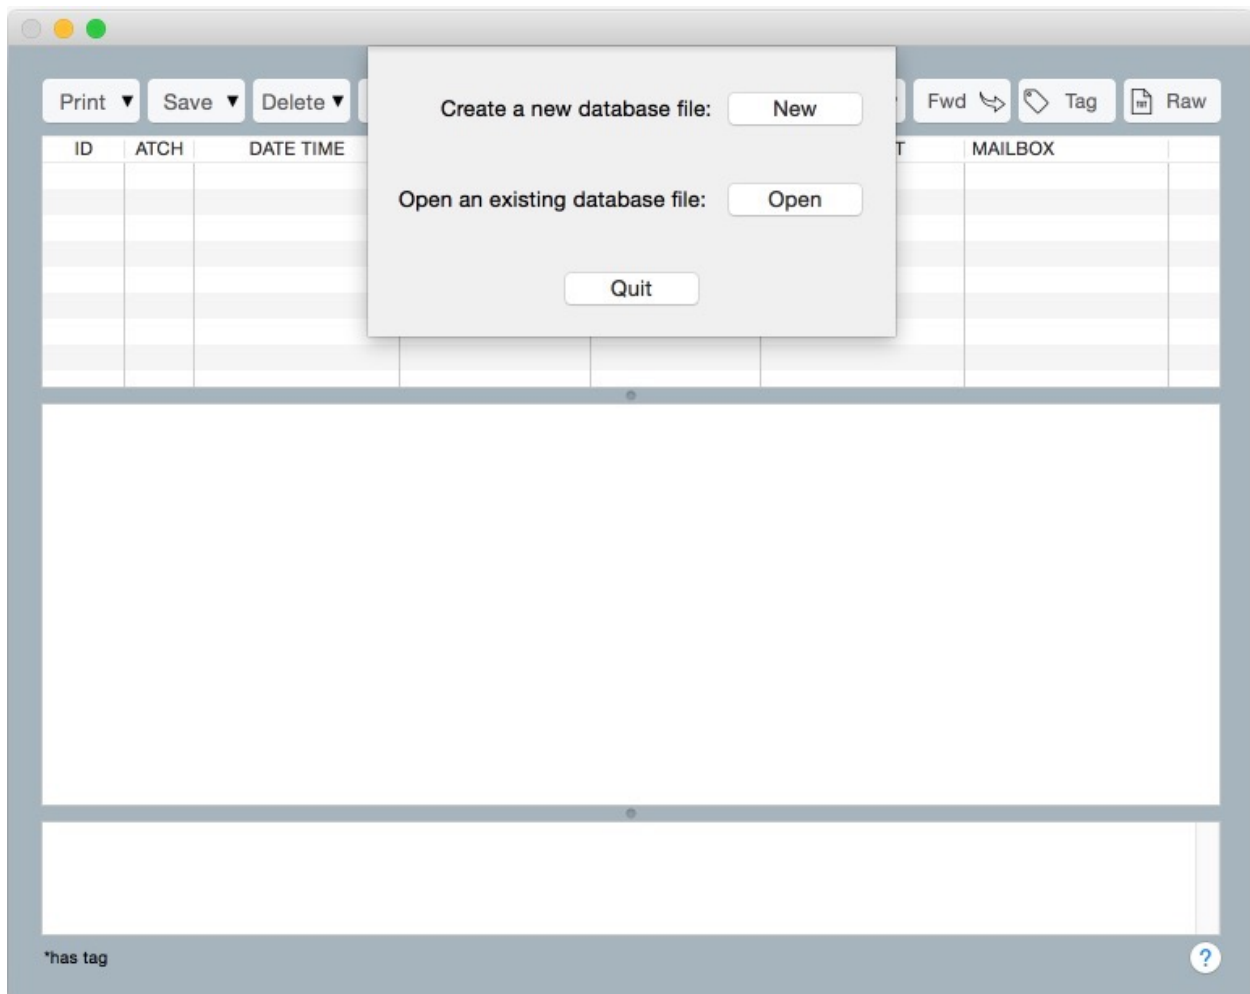 Create a new database file: New
Print ▼ Save ▼ Delete ▼ Fwd Tag Raw
ID ATCH DATE TIME T MAILBOX
Open an existing database file: Open
Quit
*has tag
?